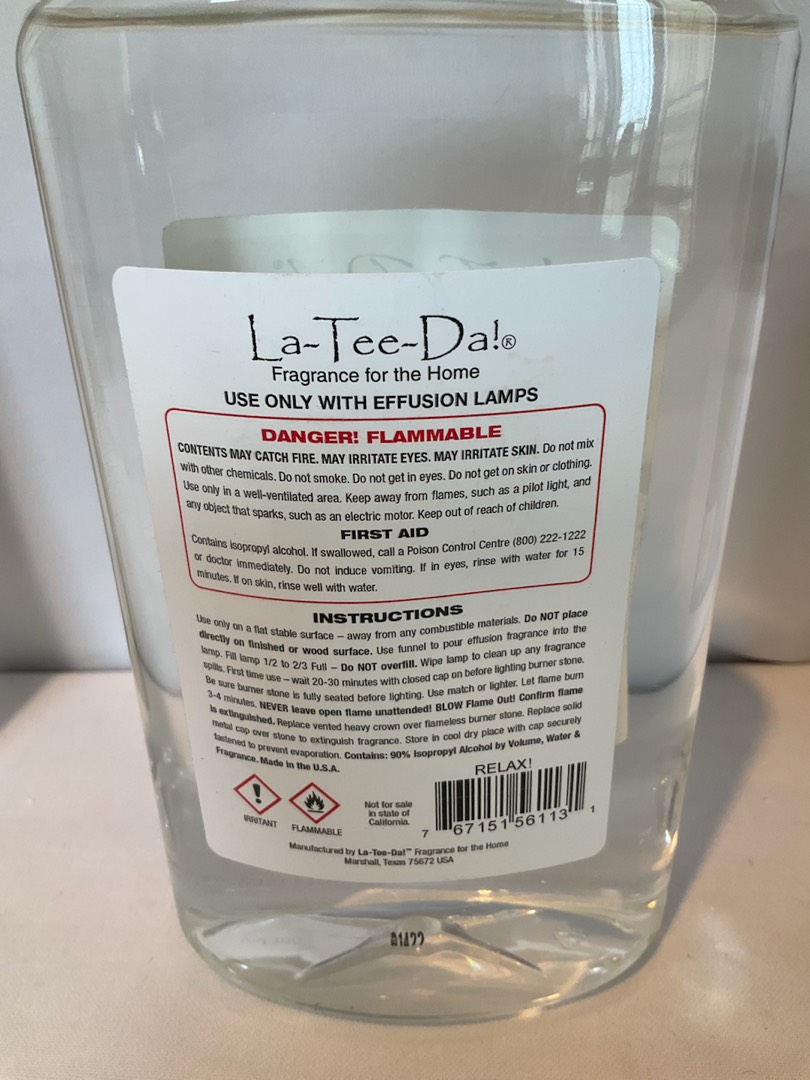 La-Tee-Da!®
Fragrance for the Home
USE ONLY WITH EFFUSION LAMPS
DANGER! FLAMMABLE
CONTENTS MAY CATCH FIRE. MAY IRRITATE EYES. MAY IRRITATE SKIN. Do not mix
with other chemicals. Do not smoke. Do not get in eyes. Do not get on skin or clothing.
Use only in a well-ventilated area. Keep away from flames, such as a pilot light, and
any object that sparks, such as an electric motor. Keep out of reach of children.
FIRST AID
Contains isopropyl alcohol. If swallowed, call a Poison Control Centre (800) 222-1222
or doctor immediately. Do not induce vomiting. If in eyes, rinse with water for 15
minutes. If on skin, rinse well with water.
INSTRUCTIONS
Use only on a flat stable surface – away from any combustible materials. Do NOT place
directly on finished or wood surface. Use funnel to pour effusion fragrance into the
lamp. Fill lamp 1/2 to 2/3 Full – Do NOT overfill. Wipe lamp to clean up any fragrance
spills. First time use – wait 20-30 minutes with closed cap on before lighting burner stone.
Be sure burner stone is fully seated before lighting. Use match or lighter. Let flame burn
3-4 minutes. NEVER leave open flame unattended! BLOW Flame Out! Confirm flame
is extinguished. Replace vented heavy crown over flameless burner stone. Replace solid
metal cap over stone to extinguish fragrance. Store in cool dry place with cap securely
fastened to prevent evaporation. Contains: 90% Isopropyl Alcohol by Volume, Water &
Fragrance. Made in the U.S.A.
RELAX!
IRRITANT
FLAMMABLE
Not for sale
in state of
California.
7 67151 56113 1
Manufactured by La-Tee-Da!™ Fragrance for the Home
Marshall, Texas 75672 USA